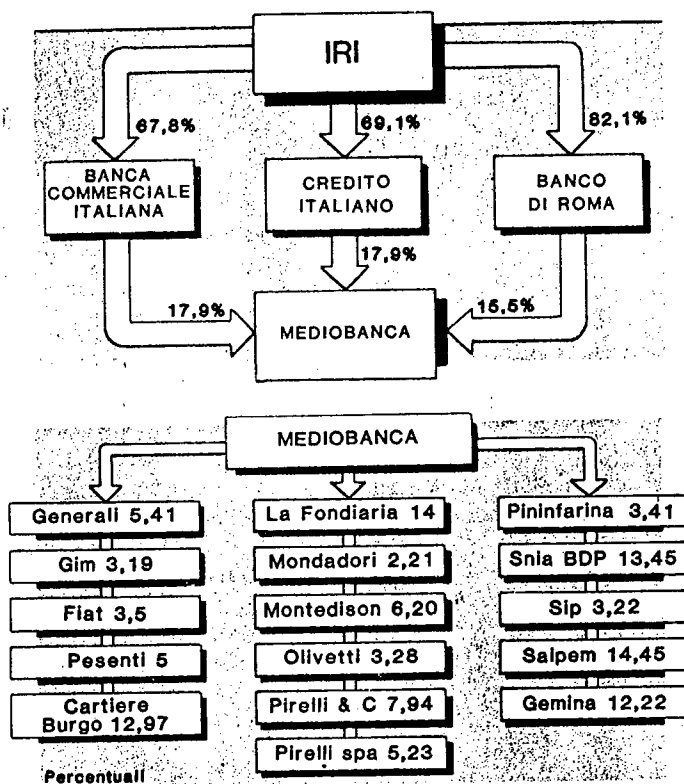 IRI
67,8%
69,1%
82,1%
BANCA
COMMERCIALE
ITALIANA
CREDITO
ITALIANO
BANCO
DI ROMA
17,9%
17,9%
15,5%
MEDIOBANCA
MEDIOBANCA
Generali 5,41
Gim 3,19
Fiat 3,5
Pesenti 5
Cartiere
Burgo 12,97
La Fondiaria 14
Mondadori 2,21
Montedison 6,20
Olivetti 3,28
Pirelli & C 7,94
Pirelli spa 5,23
Pininfarina 3,41
Snia BDP 13,45
Sip 3,22
Saipem 14,45
Gemina 12,22
Percentuali